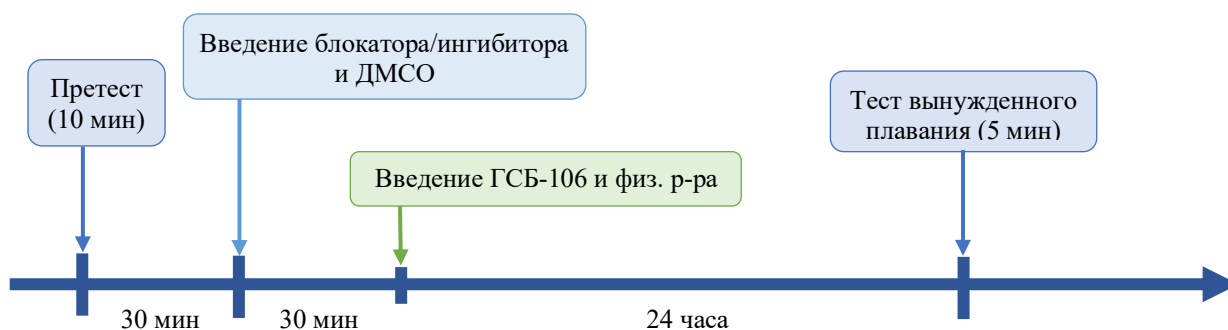 Претест
(10 мин)
Введение блокатора/ингибитора
и ДМСО
Введение ГСБ-106 и физ. р-ра
Тест вынужденного
плавания (5 мин)
30 мин
30 мин
24 часа